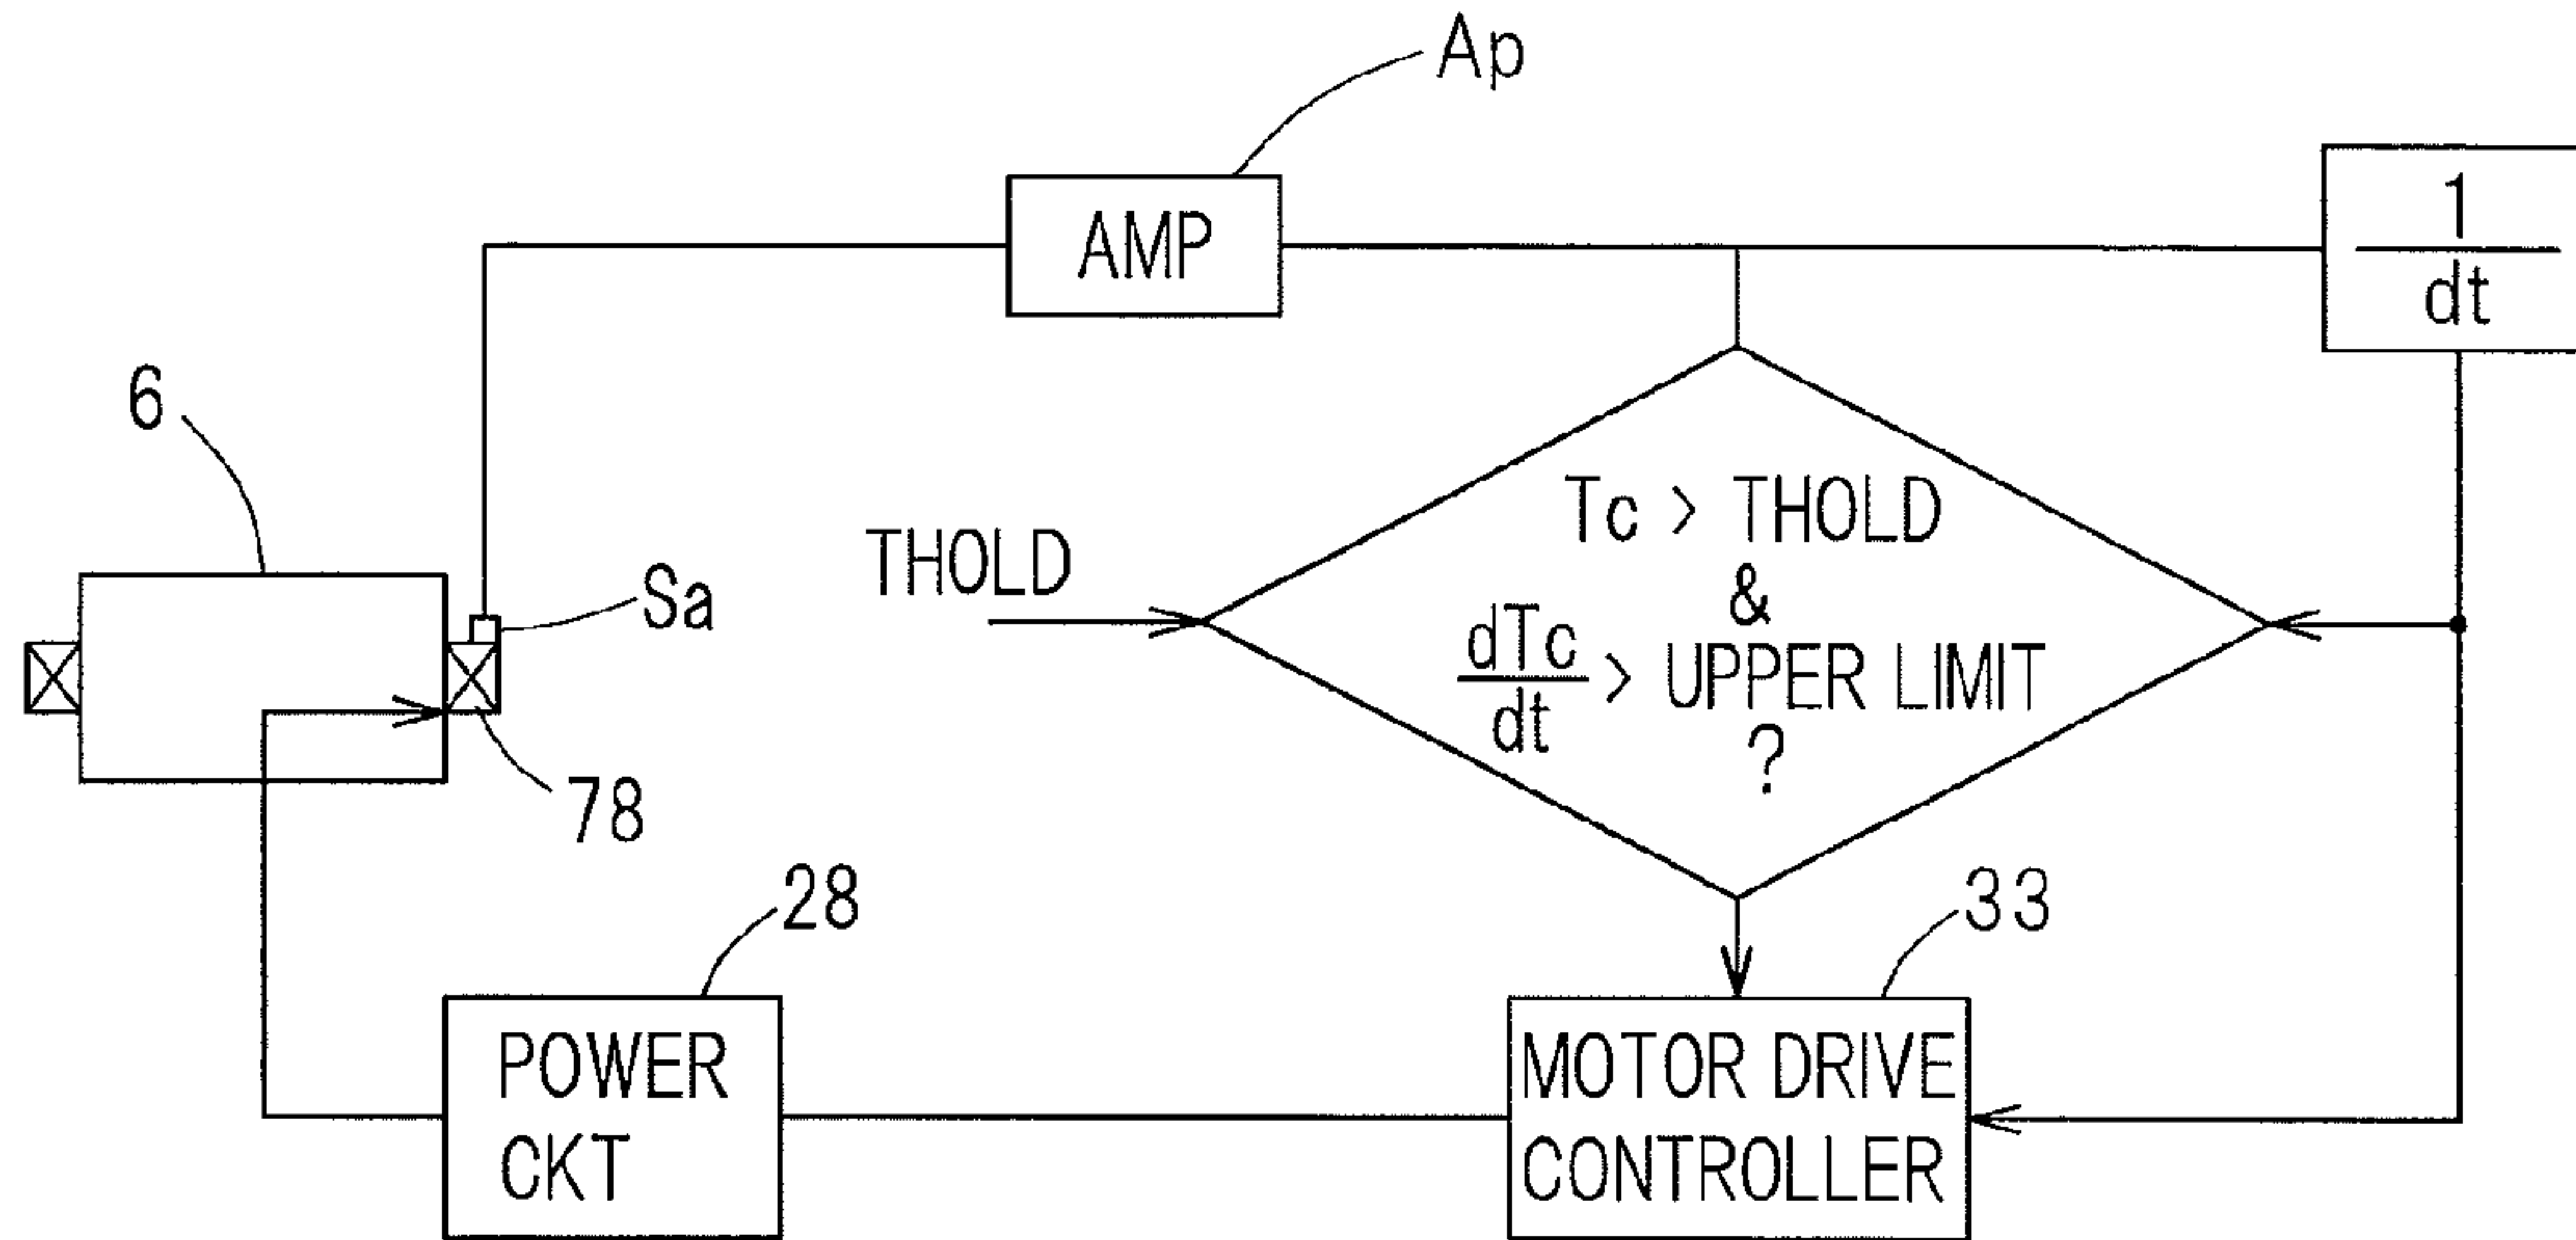 Ap
AMP
1
dt
6
Sa
THOLD
Tc > THOLD
&
dTc
dt
> UPPER LIMIT
?
78
28
33
POWER
CKT
MOTOR DRIVE
CONTROLLER